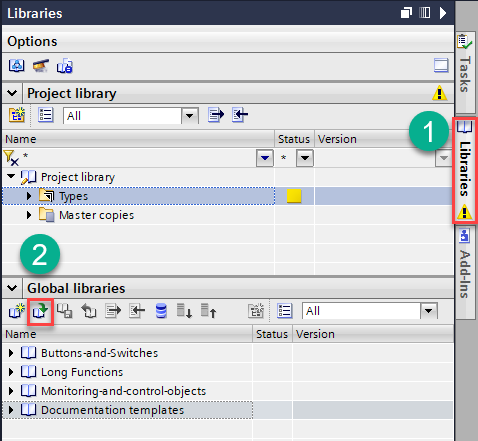 Libraries
Options
Project library
All
Name Status Version
* *
Project library
Types
Master copies
Global libraries
All
Name Status Version
Buttons-and-Switches
Long Functions
Monitoring-and-control-objects
Documentation templates
Tasks
1
Libraries
Add-Ins
2